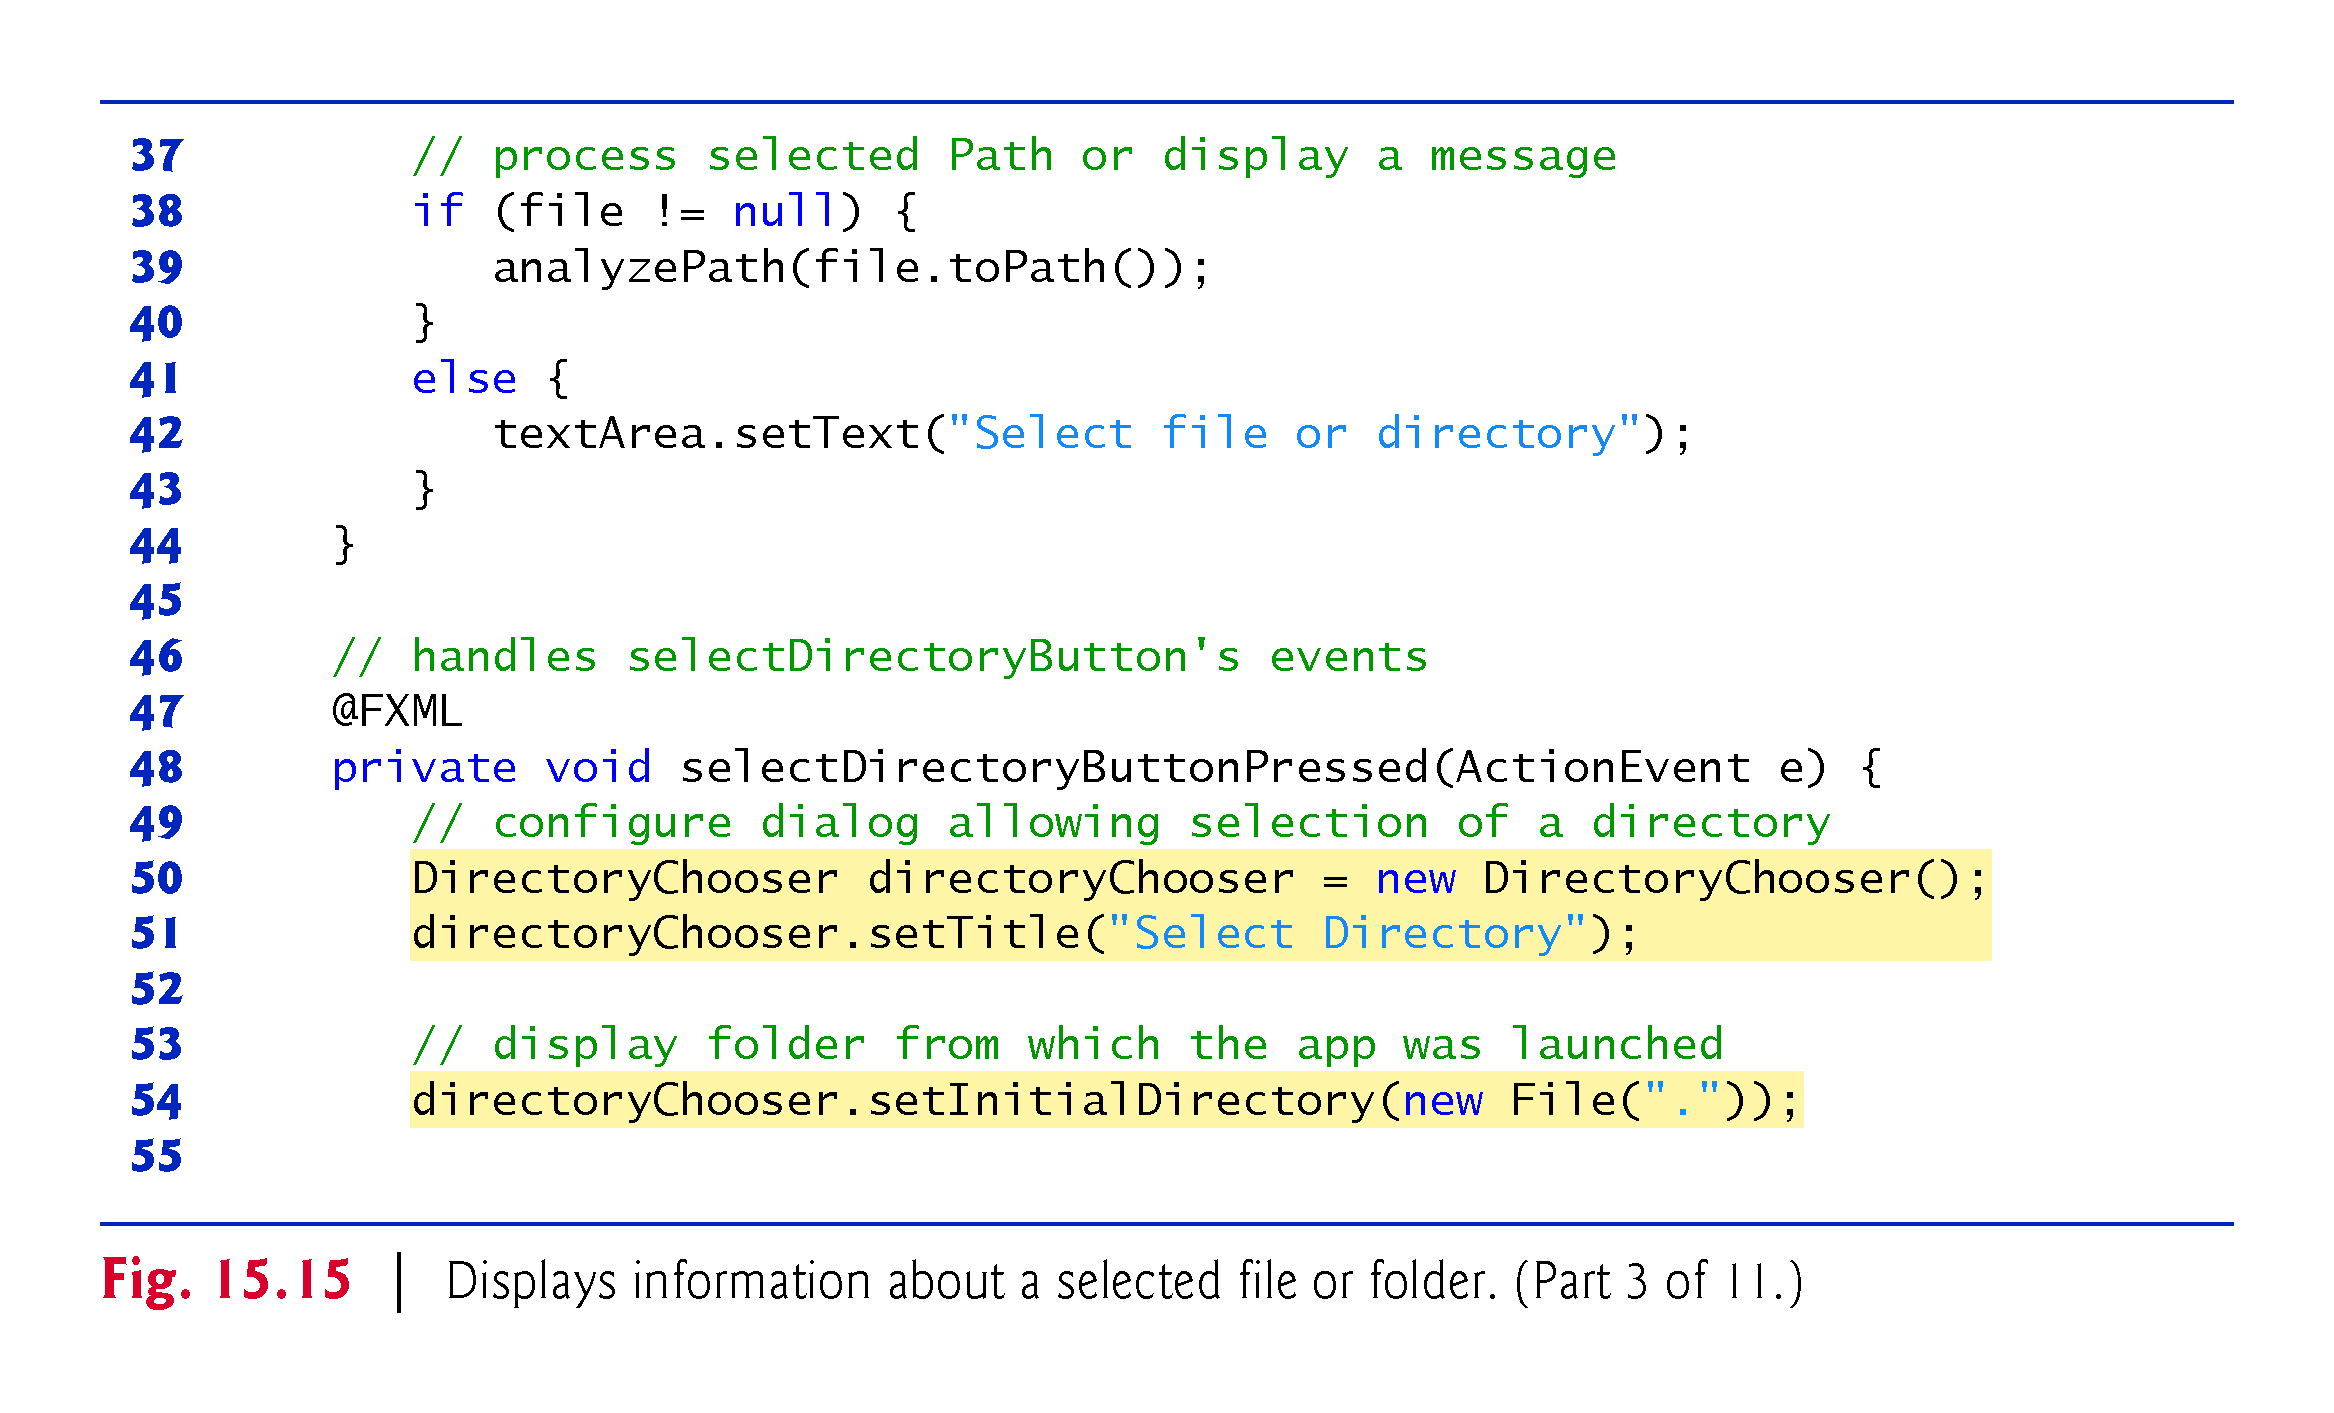 37         // process selected Path or display a message
38         if (file != null) {
39            analyzePath(file.toPath());
40         }
41         else {
42            textArea.setText("Select file or directory");
43         }
44      }
45
46      // handles selectDirectoryButton's events
47      @FXML
48      private void selectDirectoryButtonPressed(ActionEvent e) {
49         // configure dialog allowing selection of a directory
50         DirectoryChooser directoryChooser = new DirectoryChooser();
51         directoryChooser.setTitle("Select Directory");
52
53         // display folder from which the app was launched
54         directoryChooser.setInitialDirectory(new File("."));
55
Fig. 15.15 | Displays information about a selected file or folder. (Part 3 of 11.)